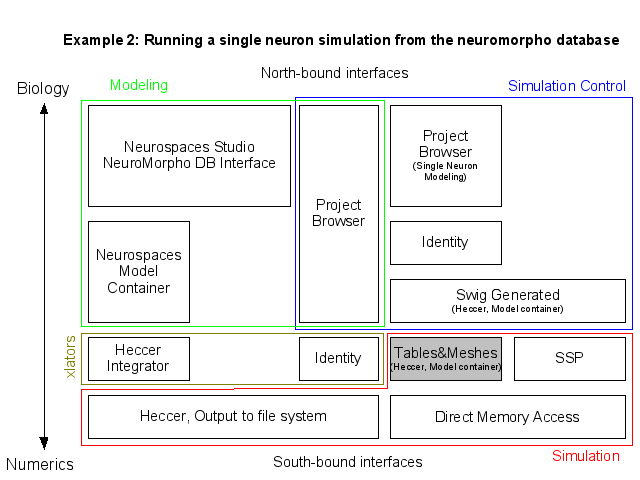 Example 2: Running a single neuron simulation from the neuromorpho database
North-bound interfaces
Biology
Modeling
Simulation Control
Neurospaces Studio
NeuroMorpho DB Interface
Project
Browser
Project
Browser
(Single Neuron
Modeling)
Neurospaces
Model
Container
Identity
Swig Generated
(Heccer, Model container)
xlators
Heccer
Integrator
Identity
Tables&Meshes
(Heccer, Model container)
SSP
Heccer, Output to file system
Direct Memory Access
Numerics
South-bound interfaces
Simulation